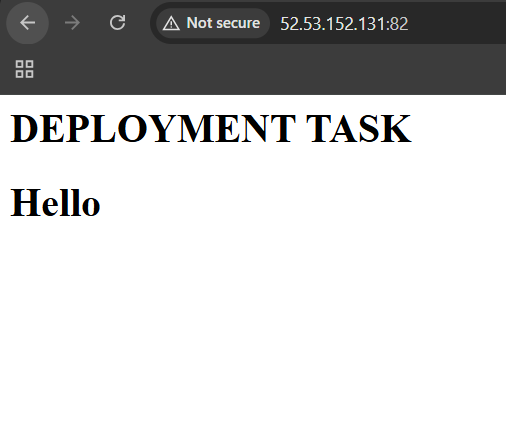 Not secure 52.53.152.131:82
DEPLOYMENT TASK
Hello